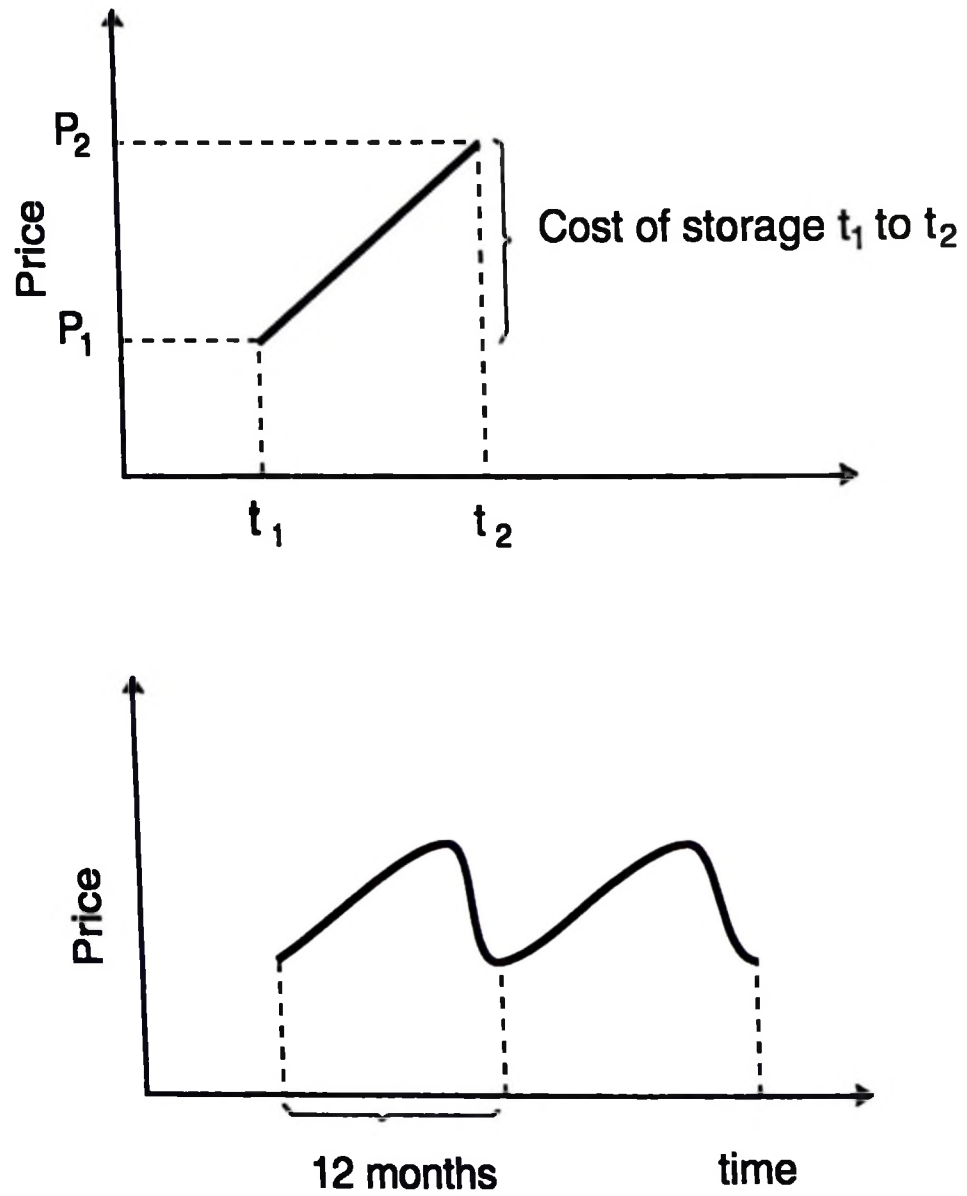 P₂
Price
Cost of storage t₁ to t₂
P₁
t₁
t₂
Price
12 months
time